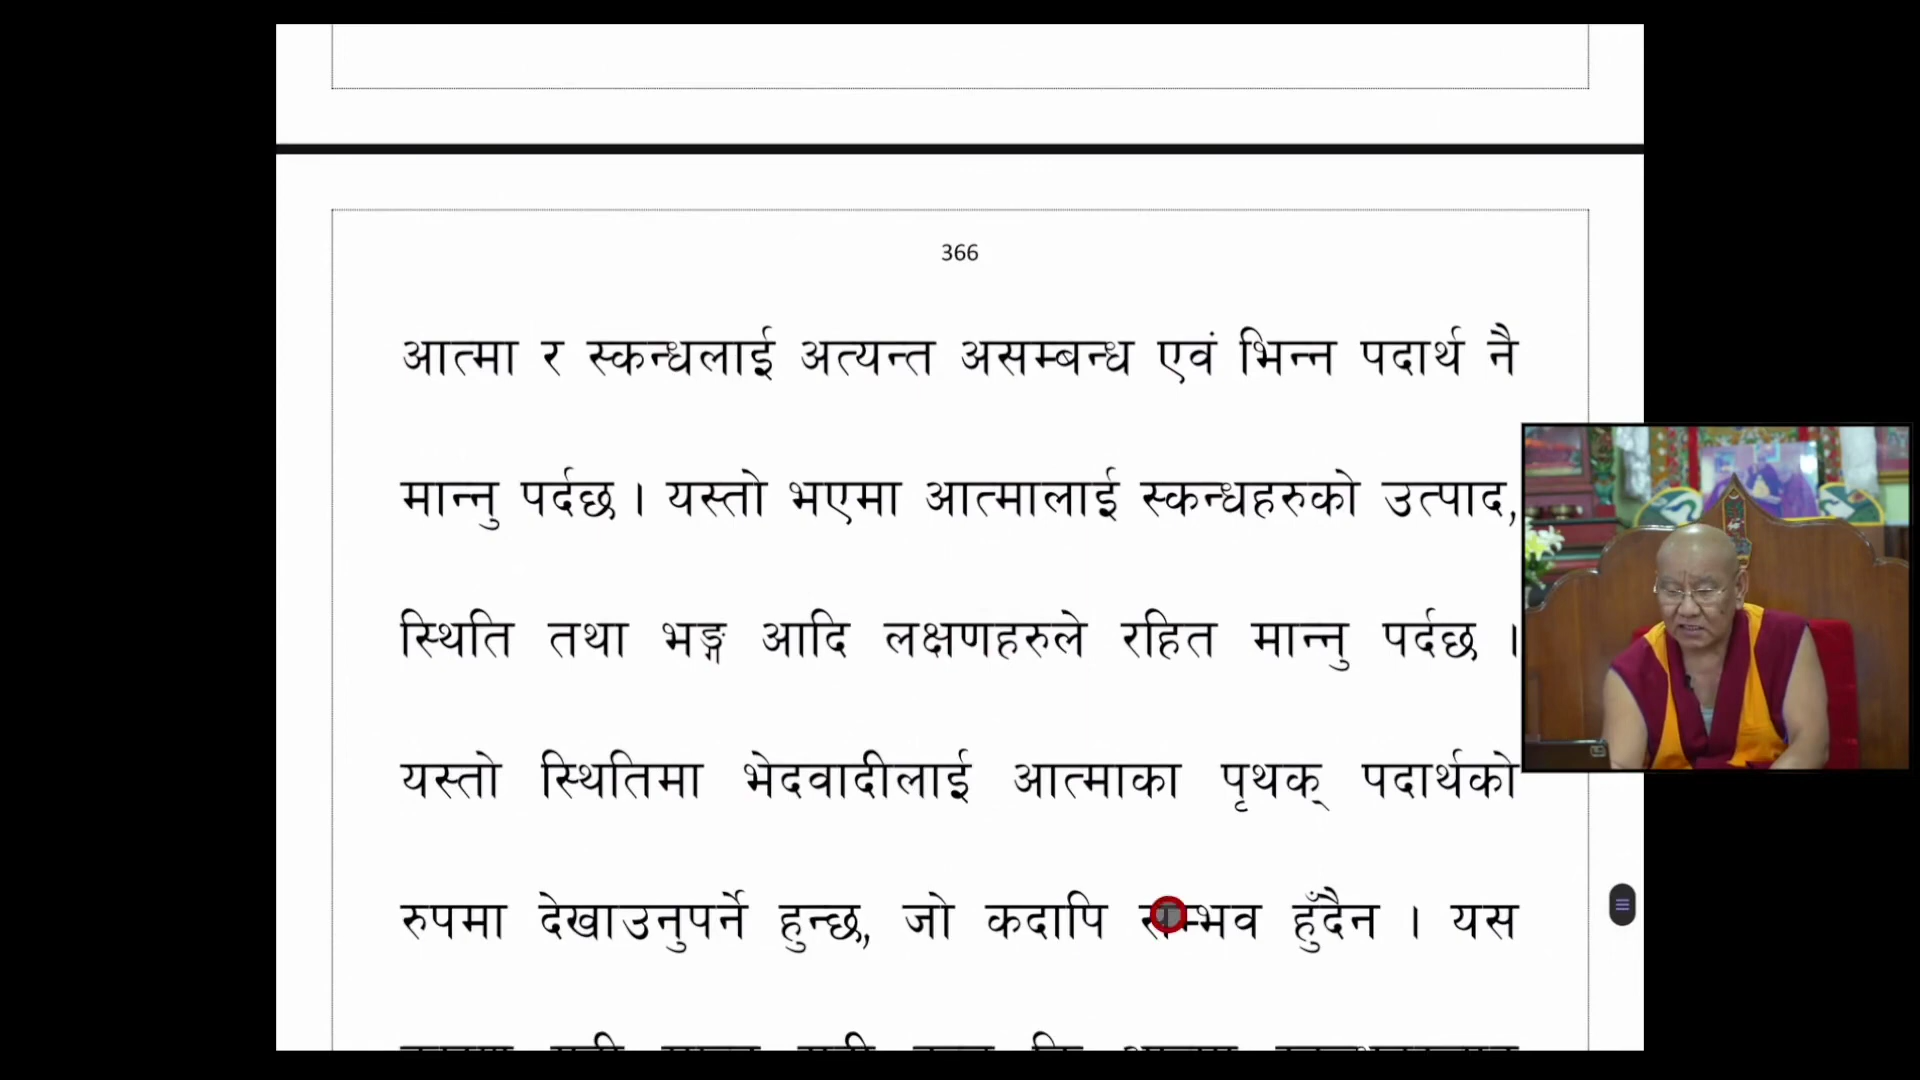 366
आत्मा र स्कन्धलाई अत्यन्त असम्बन्ध एवं भिन्न पदार्थ नै
मान्नु पर्दछ । यस्तो भएमा आत्मालाई स्कन्धहरुको उत्पाद,
स्थिति तथा भङ्ग आदि लक्षणहरुले रहित मान्नु पर्दछ ।
यस्तो स्थितिमा भेदवादीलाई आत्माका पृथक् पदार्थको
रुपमा देखाउनुपर्ने हुन्छ, जो कदापि सम्भव हुँदैन । यस